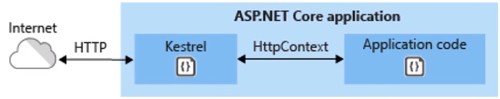 ASP.NET Core application
Internet
HTTP
Kestrel
{}
HttpContext
Application code
{}